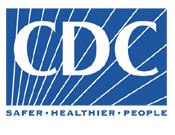 CDC
SAFER • HEALTHIER • PEOPLE